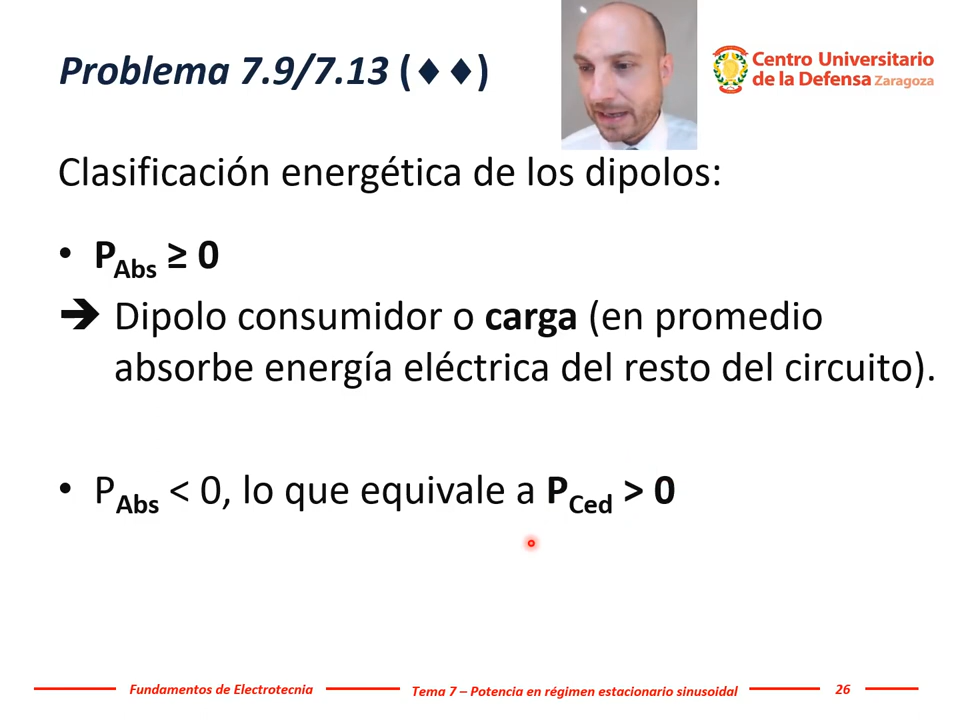 Problema 7.9/7.13 (♦♦)
Centro Universitario
de la Defensa Zaragoza
Clasificación energética de los dipolos:
• PAbs ≥ 0
➔ Dipolo consumidor o carga (en promedio
absorbe energía eléctrica del resto del circuito).
• PAbs < 0, lo que equivale a PCed > 0
Fundamentos de Electrotecnia
Tema 7 – Potencia en régimen estacionario sinusoidal
26